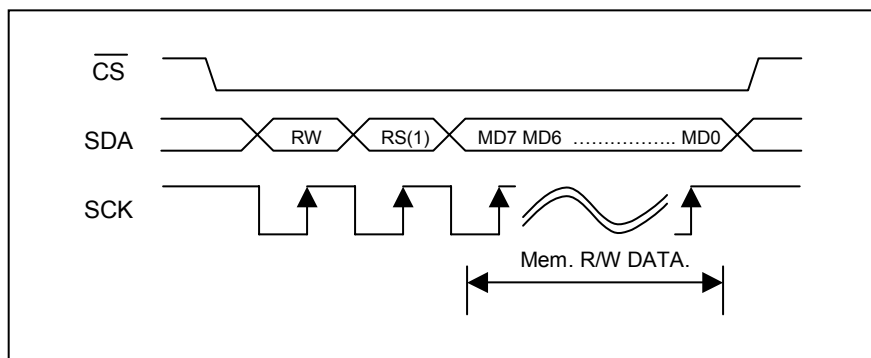 CS
SDA RW RS(1) MD7 MD6 ................. MD0
SCK
Mem. R/W DATA.